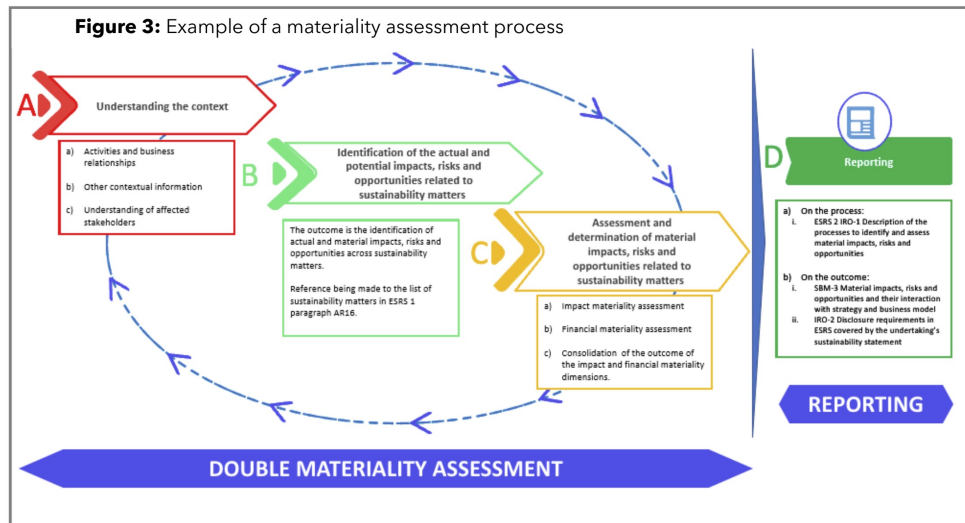 Figure 3: Example of a materiality assessment process
A
Understanding the context
a) Activities and business
relationships
b) Other contextual information
c) Understanding of affected
stakeholders
B
Identification of the actual and
potential impacts, risks and
opportunities related to
sustainability matters
The outcome is the identification of
actual and material impacts, risks and
opportunities across sustainability
matters.
Reference being made to the list of
sustainability matters in ESRS 1
paragraph AR16.
C
Assessment and
determination of material
impacts, risks and
opportunities related to
sustainability matters
a) Impact materiality assessment
b) Financial materiality assessment
c) Consolidation of the outcome of
the impact and financial materiality
dimensions.
D
Reporting
a) On the process:
i. ESRS 2 IRO-1 Description of the
processes to identify and assess
material impacts, risks and
opportunities
b) On the outcome:
i. SBM-3 Material impacts, risks and
opportunities and their interaction
with strategy and business model
ii. IRO-2 Disclosure requirements in
ESRS covered by the undertaking's
sustainability statement
REPORTING
DOUBLE MATERIALITY ASSESSMENT